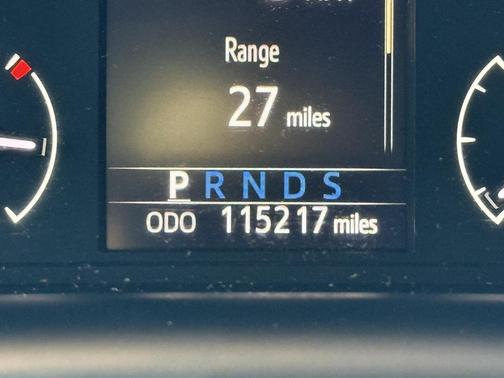 Range
27 miles
P R N D S
ODO 115217 miles